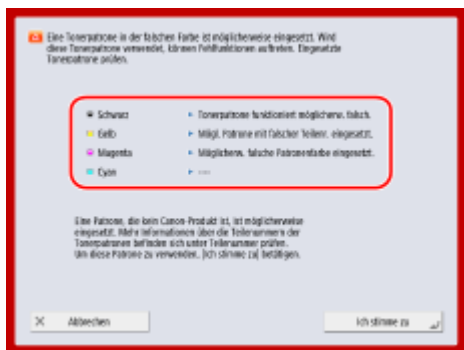 Eine Tonerpatrone in der falschen Farbe ist möglicherweise eingesetzt. Wird
diese Tonerpatrone verwendet, können Fehlfunktionen auftreten. Eingesetzte
Tonerpatrone prüfen.
Schwarz ▶ Tonerpatrone funktioniert möglicherw. falsch.
Gelb ▶ Mögl. Patrone mit falscher Teilenr. eingesetzt.
Magenta ▶ Möglicherw. falsche Patronenfarbe eingesetzt.
Cyan ▶ ----
Eine Patrone, die kein Canon-Produkt ist, ist möglicherweise
eingesetzt. Mehr Informationen über die Teilenummern der
Tonerpatronen befinden sich unter Teilenummer prüfen.
Um diese Patrone zu verwenden, [Ich stimme zu] betätigen.
Abbrechen
Ich stimme zu